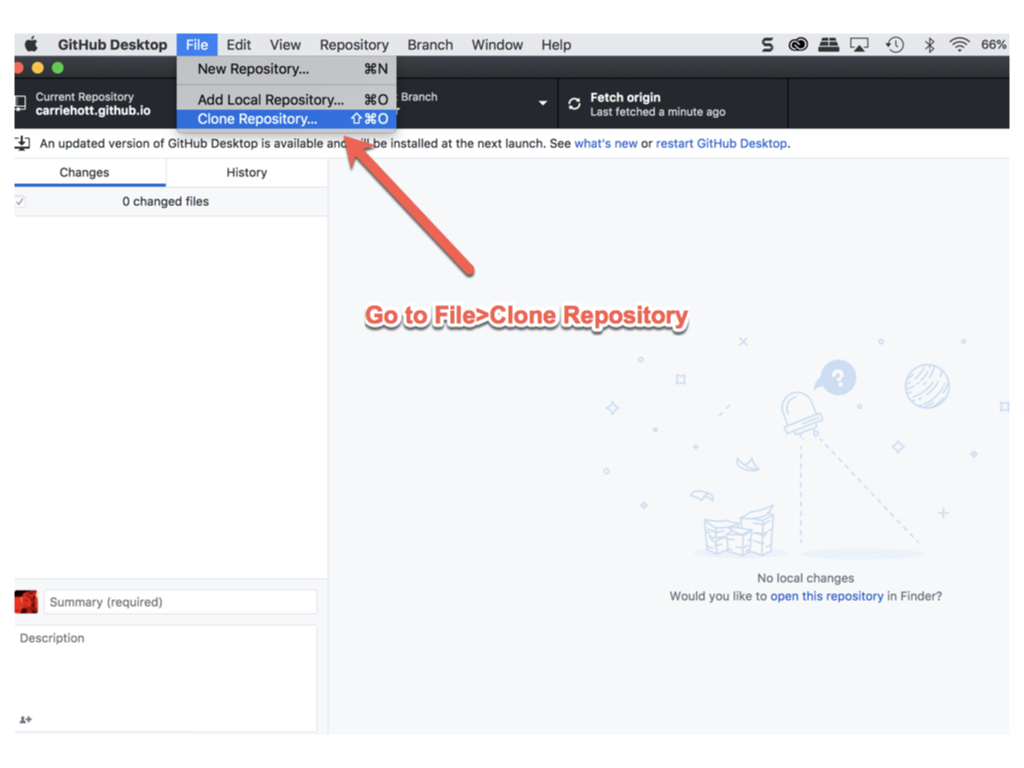 GitHub Desktop File Edit View Repository Branch Window Help 66%
New Repository... ⌘N
Add Local Repository... ⌘O
Clone Repository... ⇧⌘O
Current Repository
carriehott.github.io
Branch
Fetch origin
Last fetched a minute ago
An updated version of GitHub Desktop is available and be installed at the next launch. See what's new or restart GitHub Desktop.
Changes History
0 changed files
Go to File>Clone Repository
?
No local changes
Would you like to open this repository in Finder?
Summary (required)
Description